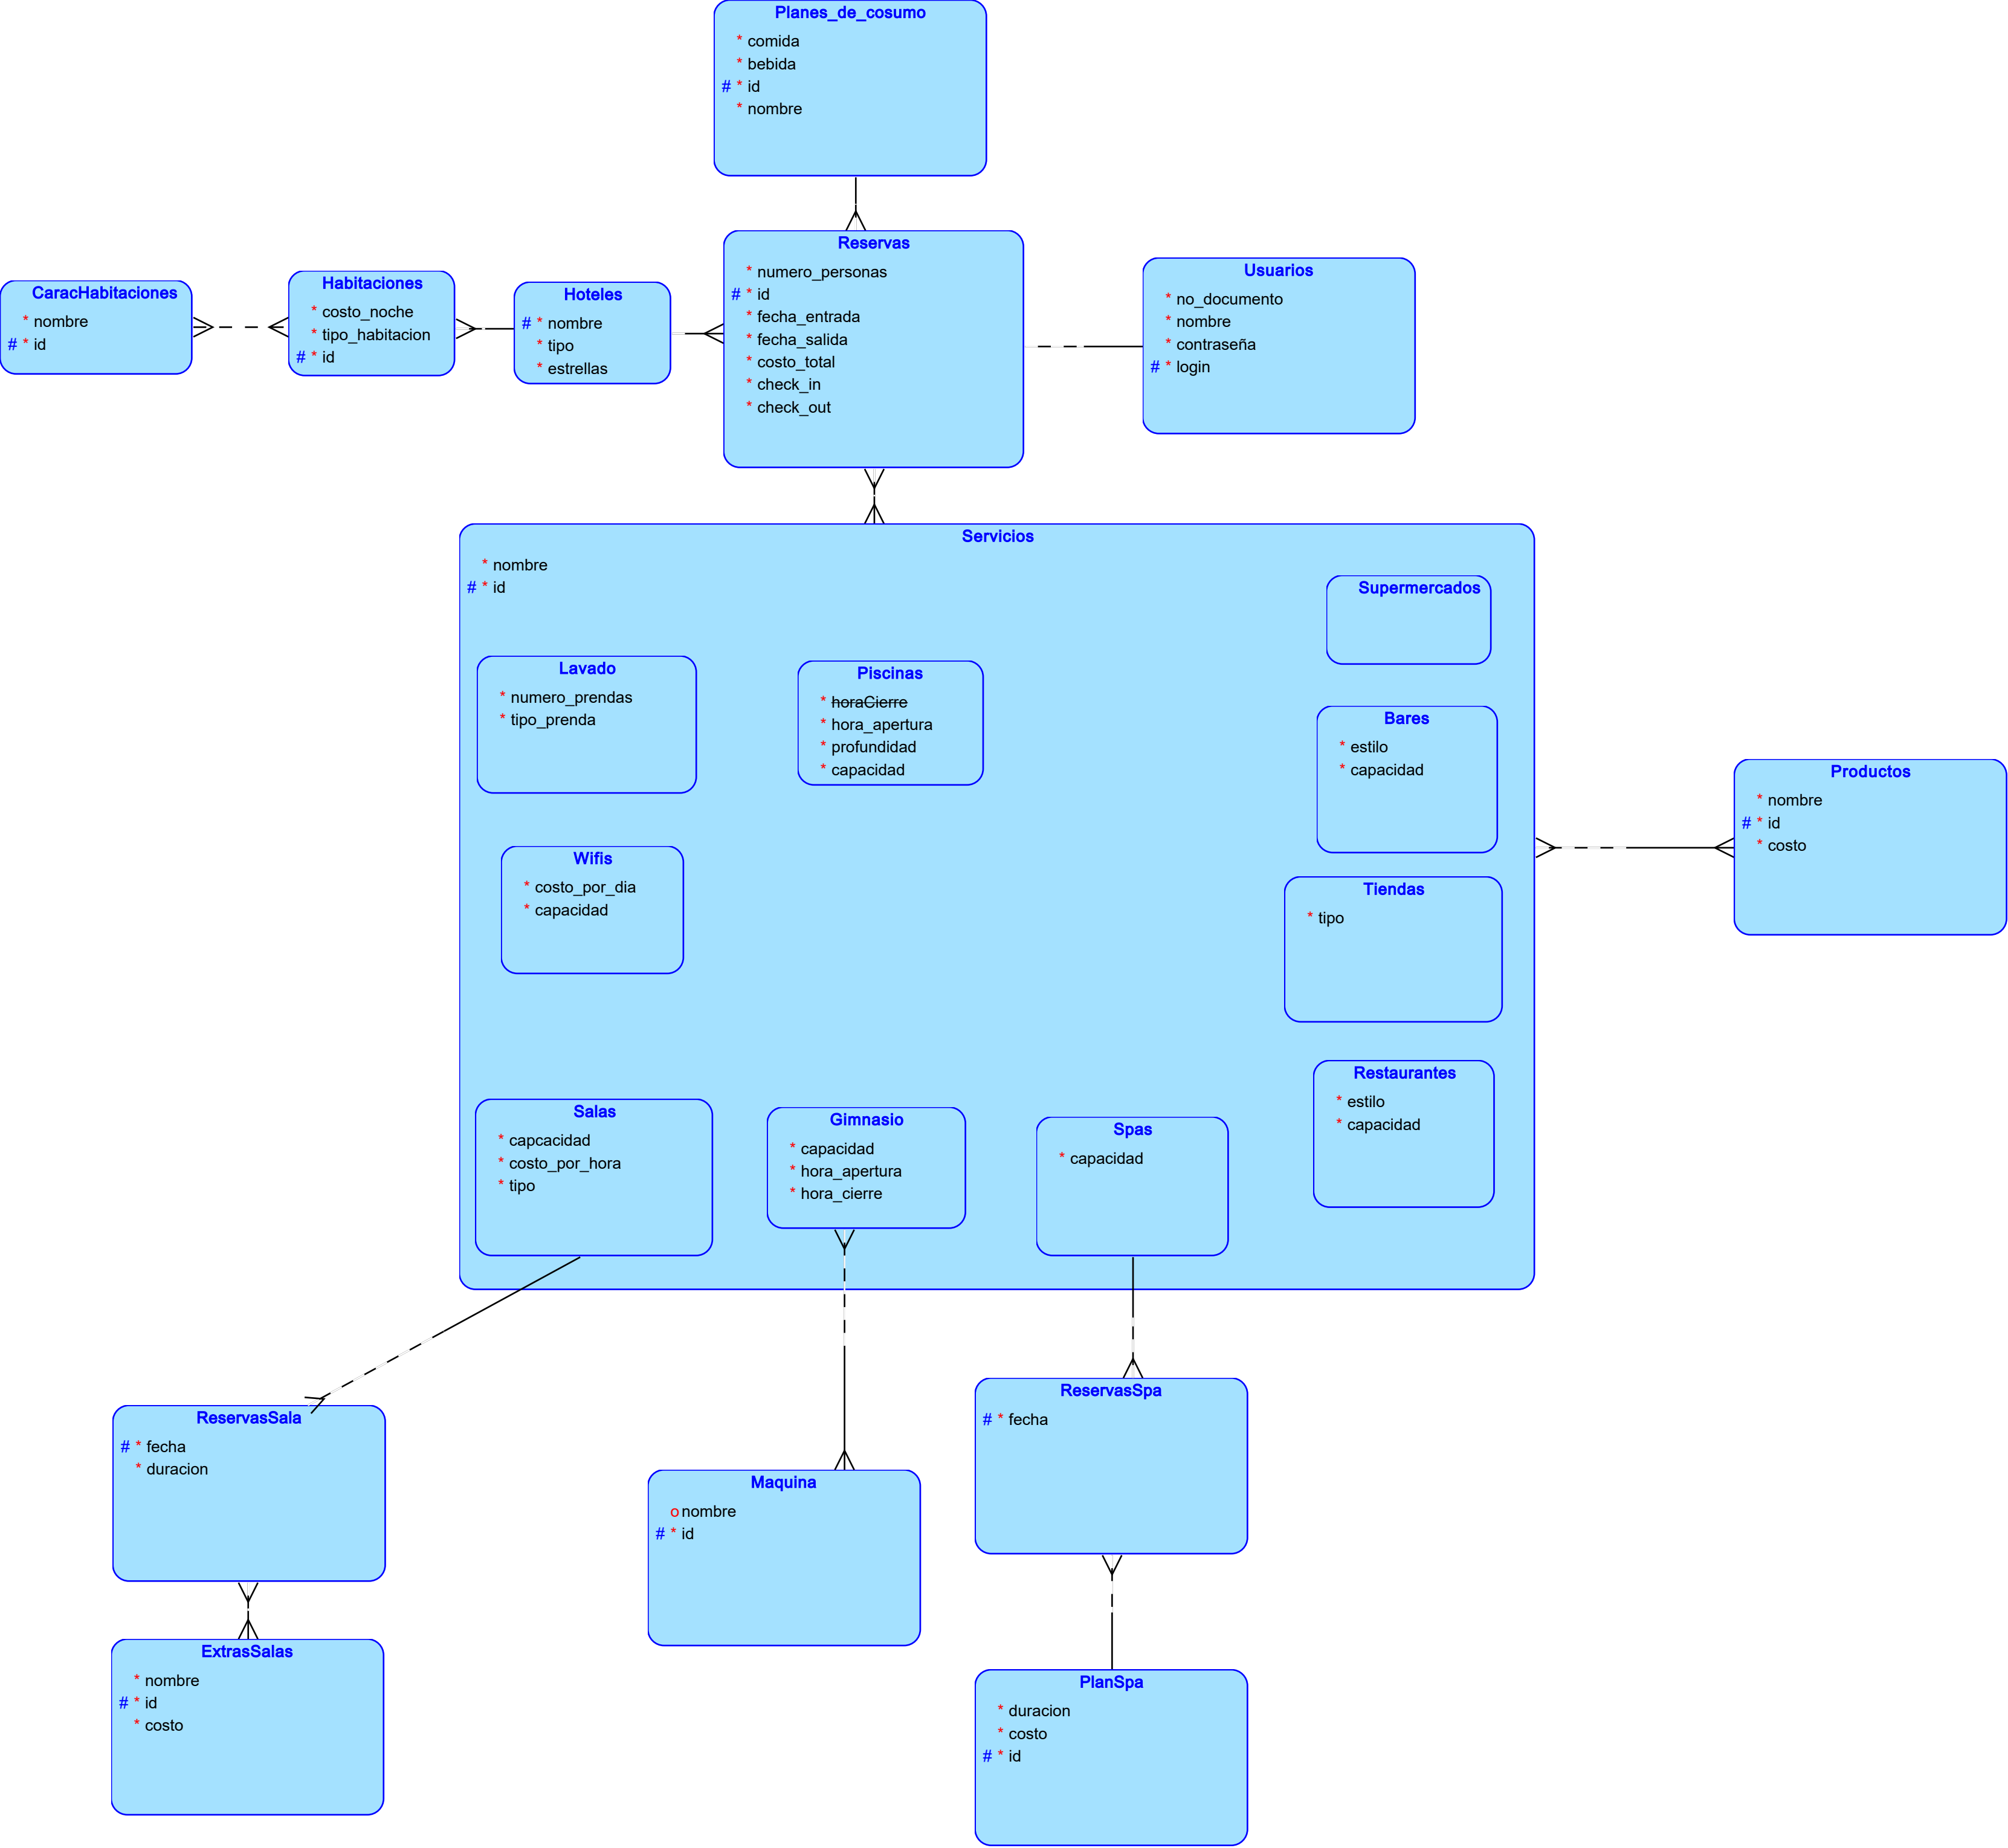 Planes_de_cosumo
* comida
* bebida
# * id
* nombre
CaracHabitaciones
* nombre
# * id
Habitaciones
* costo_noche
* tipo_habitacion
# * id
Hoteles
# * nombre
* tipo
* estrellas
Reservas
* numero_personas
# * id
* fecha_entrada
* fecha_salida
* costo_total
* check_in
* check_out
Usuarios
* no_documento
* nombre
* contraseña
# * login
Servicios
* nombre
# * id
Supermercados
Lavado
* numero_prendas
* tipo_prenda
Piscinas
* horaCierre
* hora_apertura
* profundidad
* capacidad
Bares
* estilo
* capacidad
Productos
* nombre
# * id
* costo
Wifis
* costo_por_dia
* capacidad
Tiendas
* tipo
Restaurantes
* estilo
* capacidad
Salas
* capcacidad
* costo_por_hora
* tipo
Gimnasio
* capacidad
* hora_apertura
* hora_cierre
Spas
* capacidad
ReservasSala
# * fecha
* duracion
Maquina
o nombre
# * id
ReservasSpa
# * fecha
ExtrasSalas
* nombre
# * id
* costo
PlanSpa
* duracion
* costo
# * id